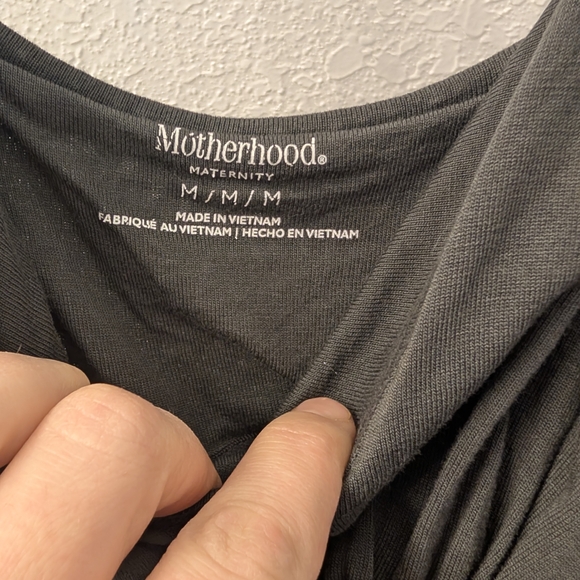 Motherhood®
MATERNITY
M / M / M
MADE IN VIETNAM
FABRIQUÉ AU VIETNAM | HECHO EN VIETNAM